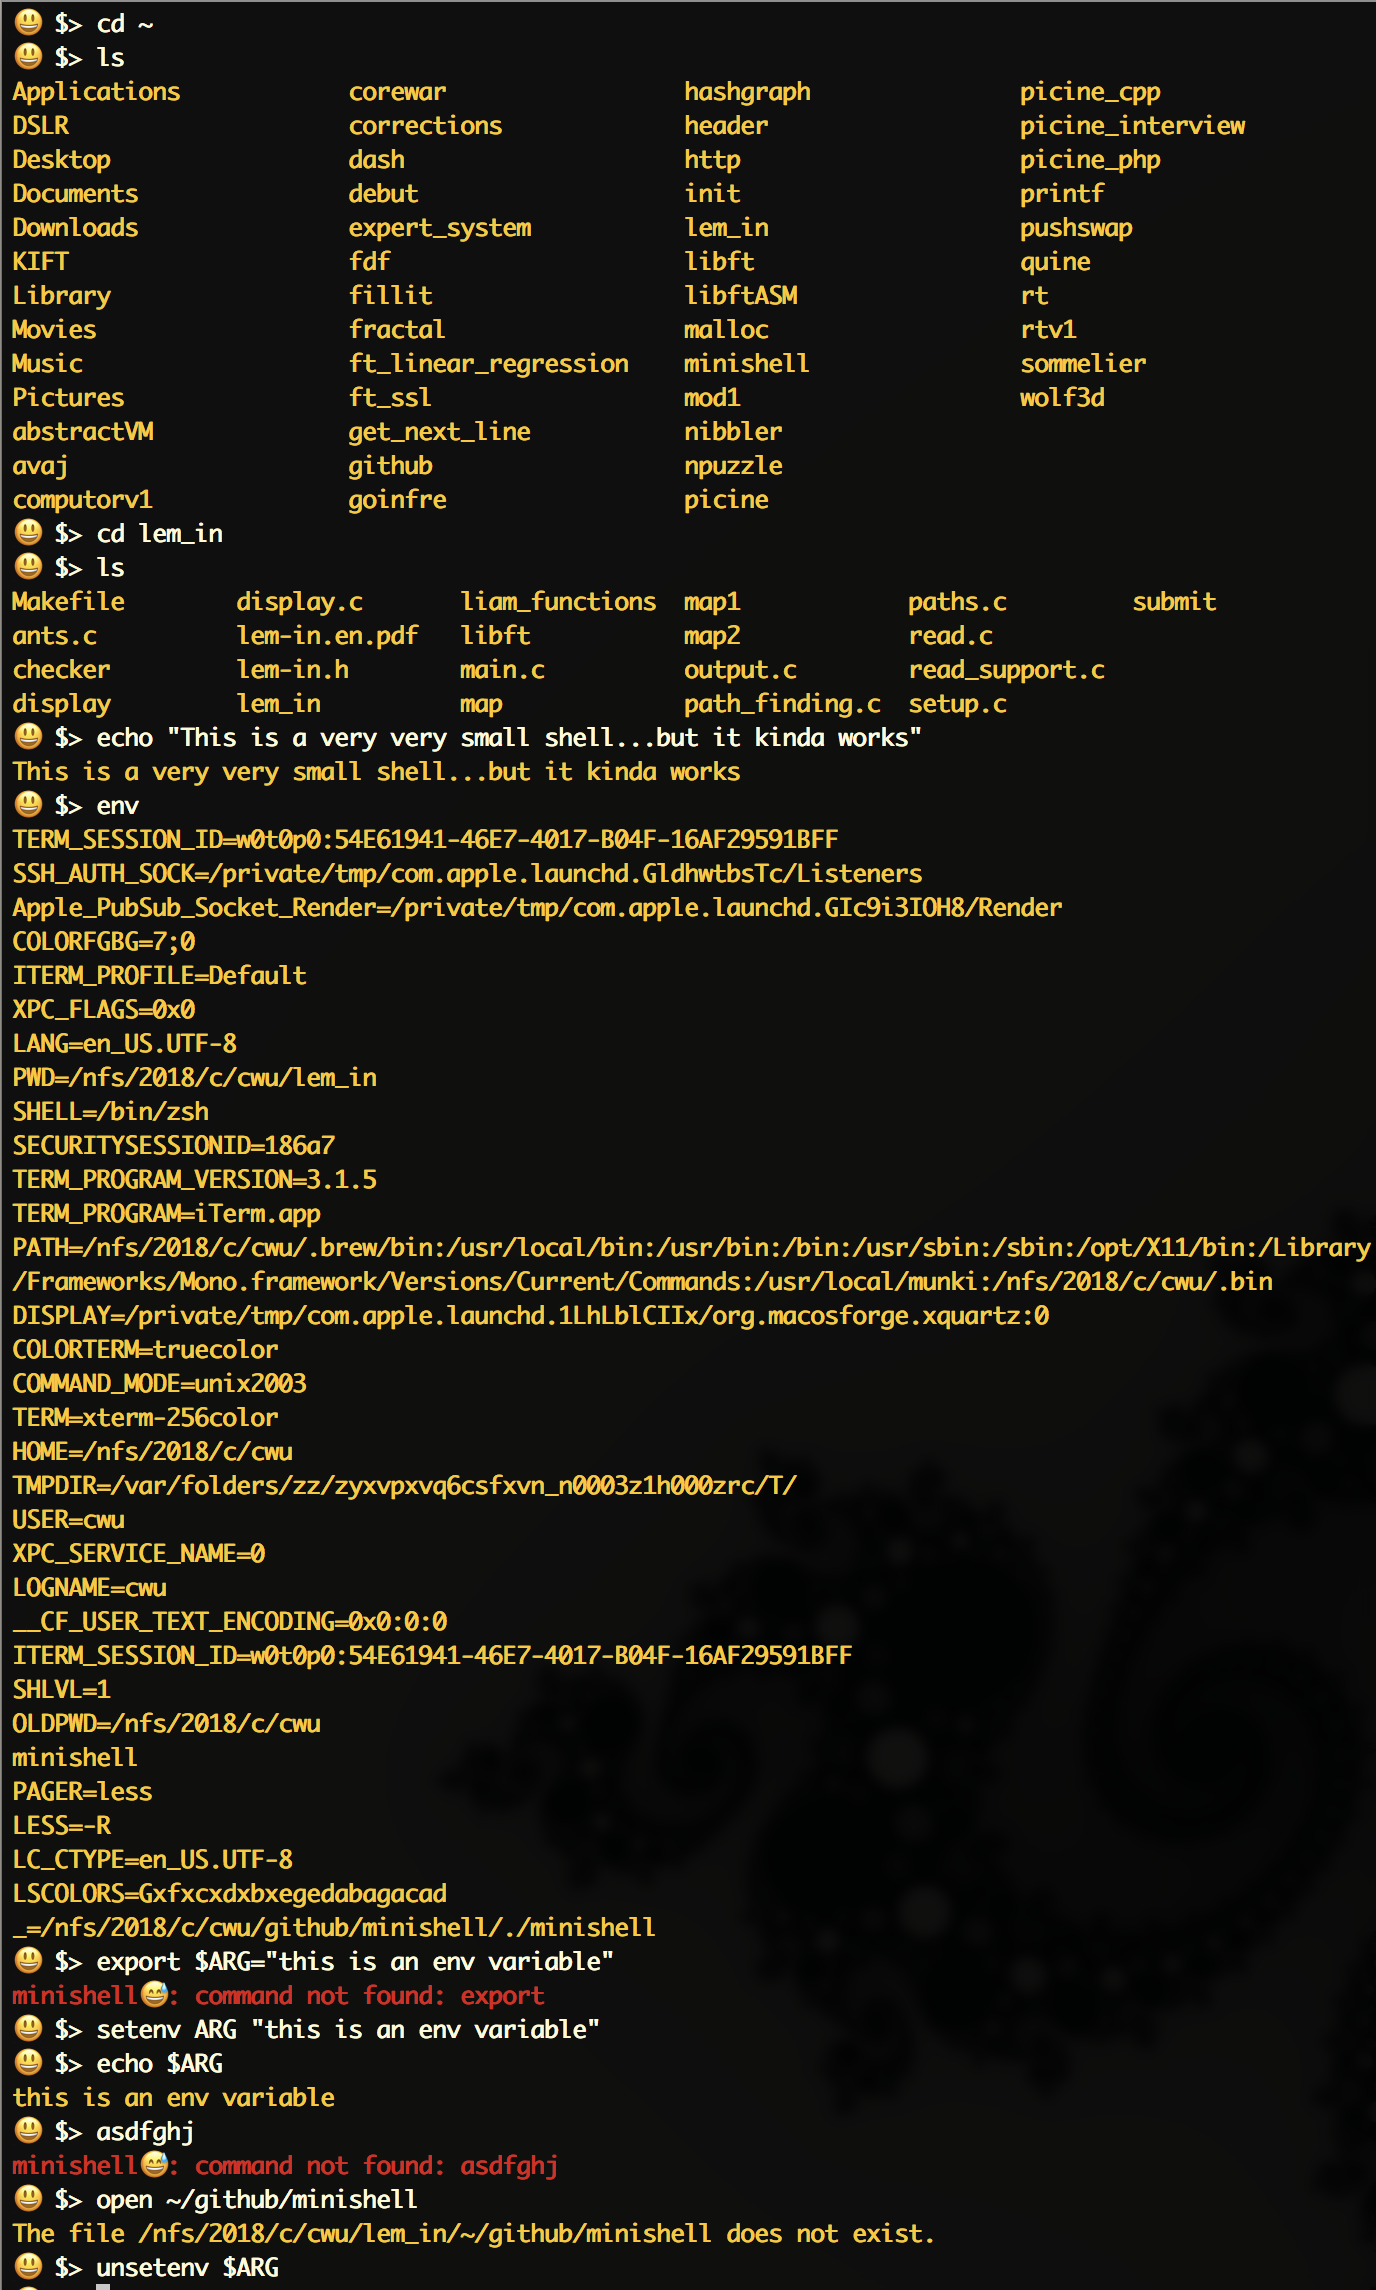 😃 $> cd ~
😃 $> ls
Applications corewar hashgraph picine_cpp
DSLR corrections header picine_interview
Desktop dash http picine_php
Documents debut init printf
Downloads expert_system lem_in pushswap
KIFT fdf libft quine
Library fillit libftASM rt
Movies fractal malloc rtv1
Music ft_linear_regression minishell sommelier
Pictures ft_ssl mod1 wolf3d
abstractVM get_next_line nibbler
avaj github npuzzle
computorv1 goinfre picine
😃 $> cd lem_in
😃 $> ls
Makefile display.c liam_functions map1 paths.c submit
ants.c lem-in.en.pdf libft map2 read.c
checker lem-in.h main.c output.c read_support.c
display lem_in map path_finding.c setup.c
😃 $> echo "This is a very very small shell...but it kinda works"
This is a very very small shell...but it kinda works
😃 $> env
TERM_SESSION_ID=w0t0p0:54E61941-46E7-4017-B04F-16AF29591BFF
SSH_AUTH_SOCK=/private/tmp/com.apple.launchd.GldhwtbsTc/Listeners
Apple_PubSub_Socket_Render=/private/tmp/com.apple.launchd.GIc9i3IOH8/Render
COLORFGBG=7;0
ITERM_PROFILE=Default
XPC_FLAGS=0x0
LANG=en_US.UTF-8
PWD=/nfs/2018/c/cwu/lem_in
SHELL=/bin/zsh
SECURITYSESSIONID=186a7
TERM_PROGRAM_VERSION=3.1.5
TERM_PROGRAM=iTerm.app
PATH=/nfs/2018/c/cwu/.brew/bin:/usr/local/bin:/usr/bin:/bin:/usr/sbin:/sbin:/opt/X11/bin:/Library
/Frameworks/Mono.framework/Versions/Current/Commands:/usr/local/munki:/nfs/2018/c/cwu/.bin
DISPLAY=/private/tmp/com.apple.launchd.1LhLblCIIx/org.macosforge.xquartz:0
COLORTERM=truecolor
COMMAND_MODE=unix2003
TERM=xterm-256color
HOME=/nfs/2018/c/cwu
TMPDIR=/var/folders/zz/zyxvpxvq6csfxvn_n0003z1h000zrc/T/
USER=cwu
XPC_SERVICE_NAME=0
LOGNAME=cwu
__CF_USER_TEXT_ENCODING=0x0:0:0
ITERM_SESSION_ID=w0t0p0:54E61941-46E7-4017-B04F-16AF29591BFF
SHLVL=1
OLDPWD=/nfs/2018/c/cwu
minishell
PAGER=less
LESS=-R
LC_CTYPE=en_US.UTF-8
LSCOLORS=Gxfxcxdxbxegedabagacad
_=/nfs/2018/c/cwu/github/minishell/./minishell
😃 $> export $ARG="this is an env variable"
minishell😅: command not found: export
😃 $> setenv ARG "this is an env variable"
😃 $> echo $ARG
this is an env variable
😃 $> asdfghj
minishell😅: command not found: asdfghj
😃 $> open ~/github/minishell
The file /nfs/2018/c/cwu/lem_in/~/github/minishell does not exist.
😃 $> unsetenv $ARG